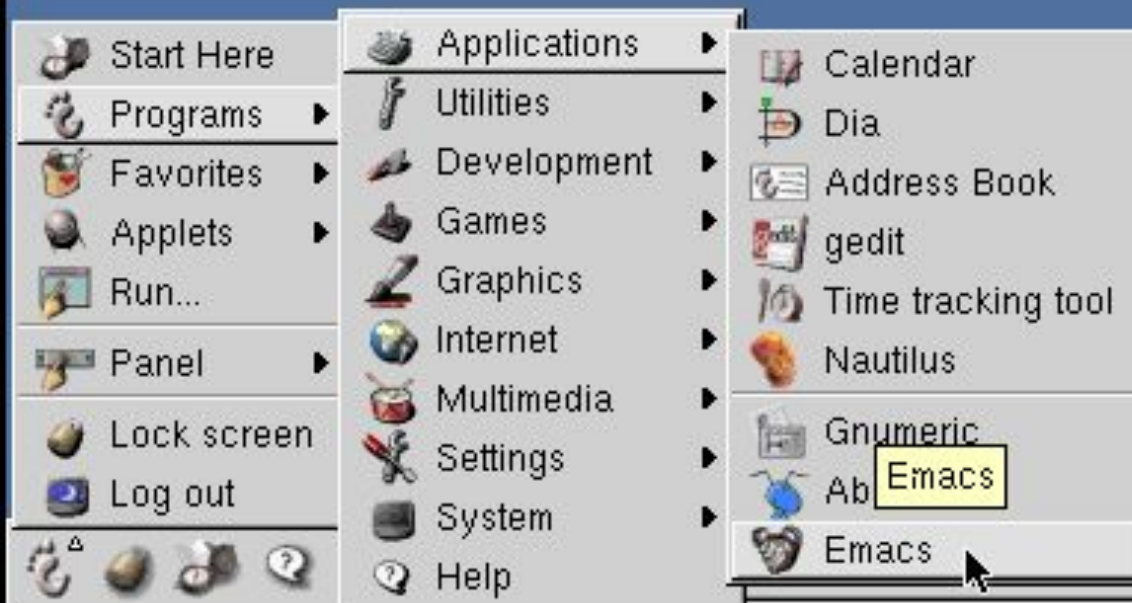 Start Here
Programs
Favorites
Applets
Run...
Panel
Lock screen
Log out
Applications
Utilities
Development
Games
Graphics
Internet
Multimedia
Settings
System
Help
Calendar
Dia
Address Book
gedit
Time tracking tool
Nautilus
Gnumeric
Ab
Emacs
Emacs